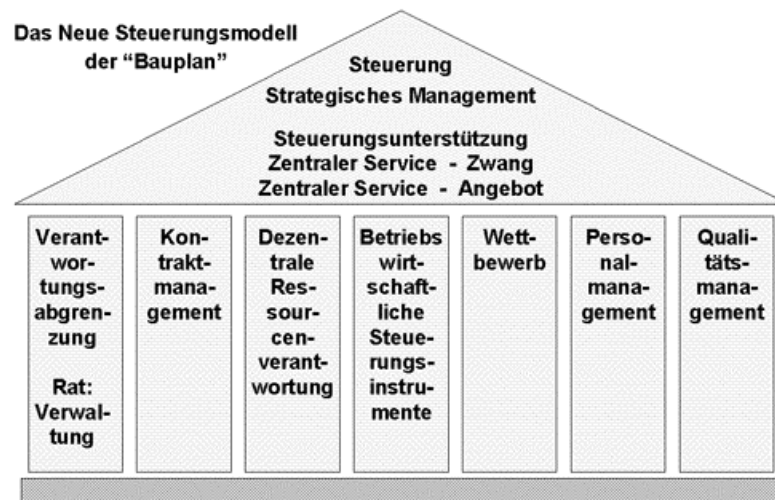 Das Neue Steuerungsmodell
der “Bauplan”
Steuerung
Strategisches Management
Steuerungsunterstützung
Zentraler Service - Zwang
Zentraler Service - Angebot
Verant-
wor-
tungs-
abgren-
zung
Rat:
Verwal-
tung
Kon-
trakt-
mana-
gement
Dezen-
trale
Res-
sour-
cen-
verant-
wortung
Betriebs
wirt-
schaft-
liche
Steue-
rungs-
instru-
mente
Wett-
bewerb
Perso-
nal-
mana-
gement
Quali-
täts-
mana-
gement